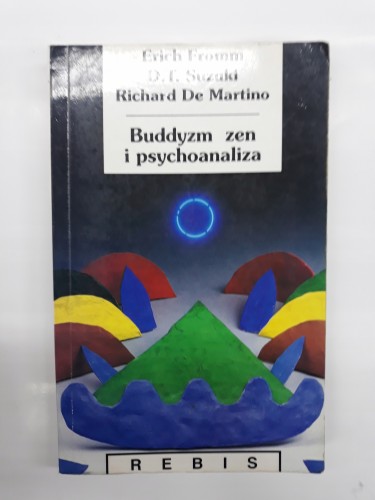 Erich Fromm
D.T. Suzuki
Richard De Martino
Buddyzm zen
i psychoanaliza
REBIS